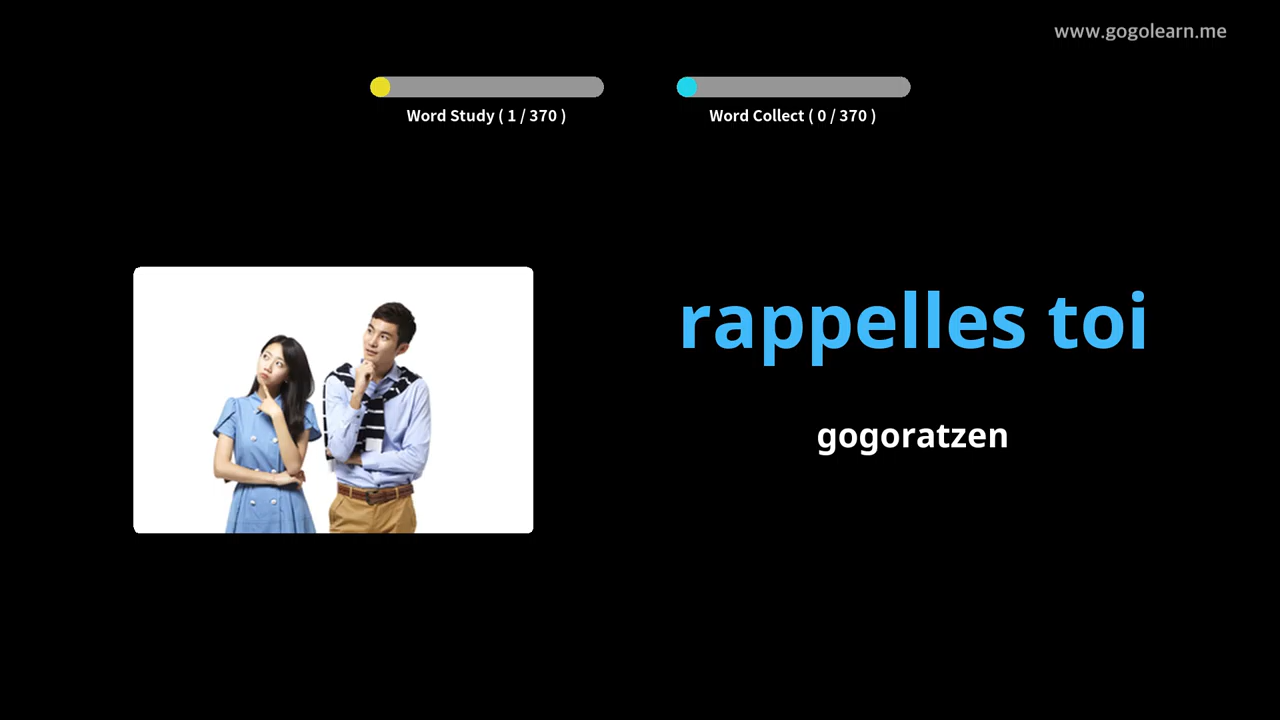 www.gogolearn.me
Word Study ( 1 / 370 )
Word Collect ( 0 / 370 )
rappelles toi
gogoratzen